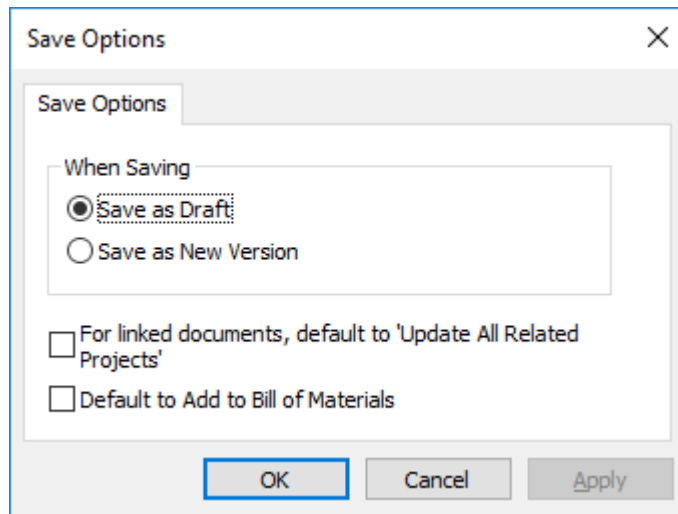 Save Options
Save Options
When Saving
Save as Draft
Save as New Version
For linked documents, default to 'Update All Related
Projects'
Default to Add to Bill of Materials
OK Cancel Apply